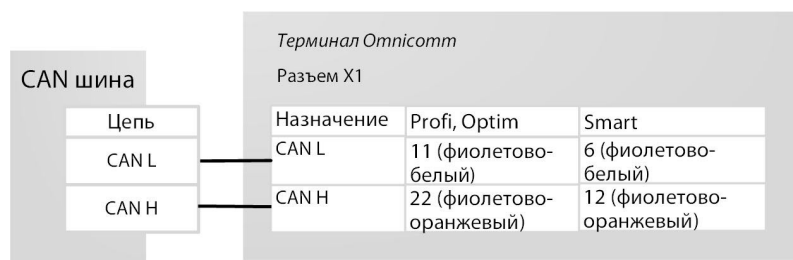 Терминал Omnicomm
Разъем X1
CAN шина
Цепь
CAN L
CAN H
Назначение Profi, Optim Smart
CAN L 11 (фиолетово- 6 (фиолетово-
белый) белый)
CAN H 22 (фиолетово- 12 (фиолетово-
оранжевый) оранжевый)